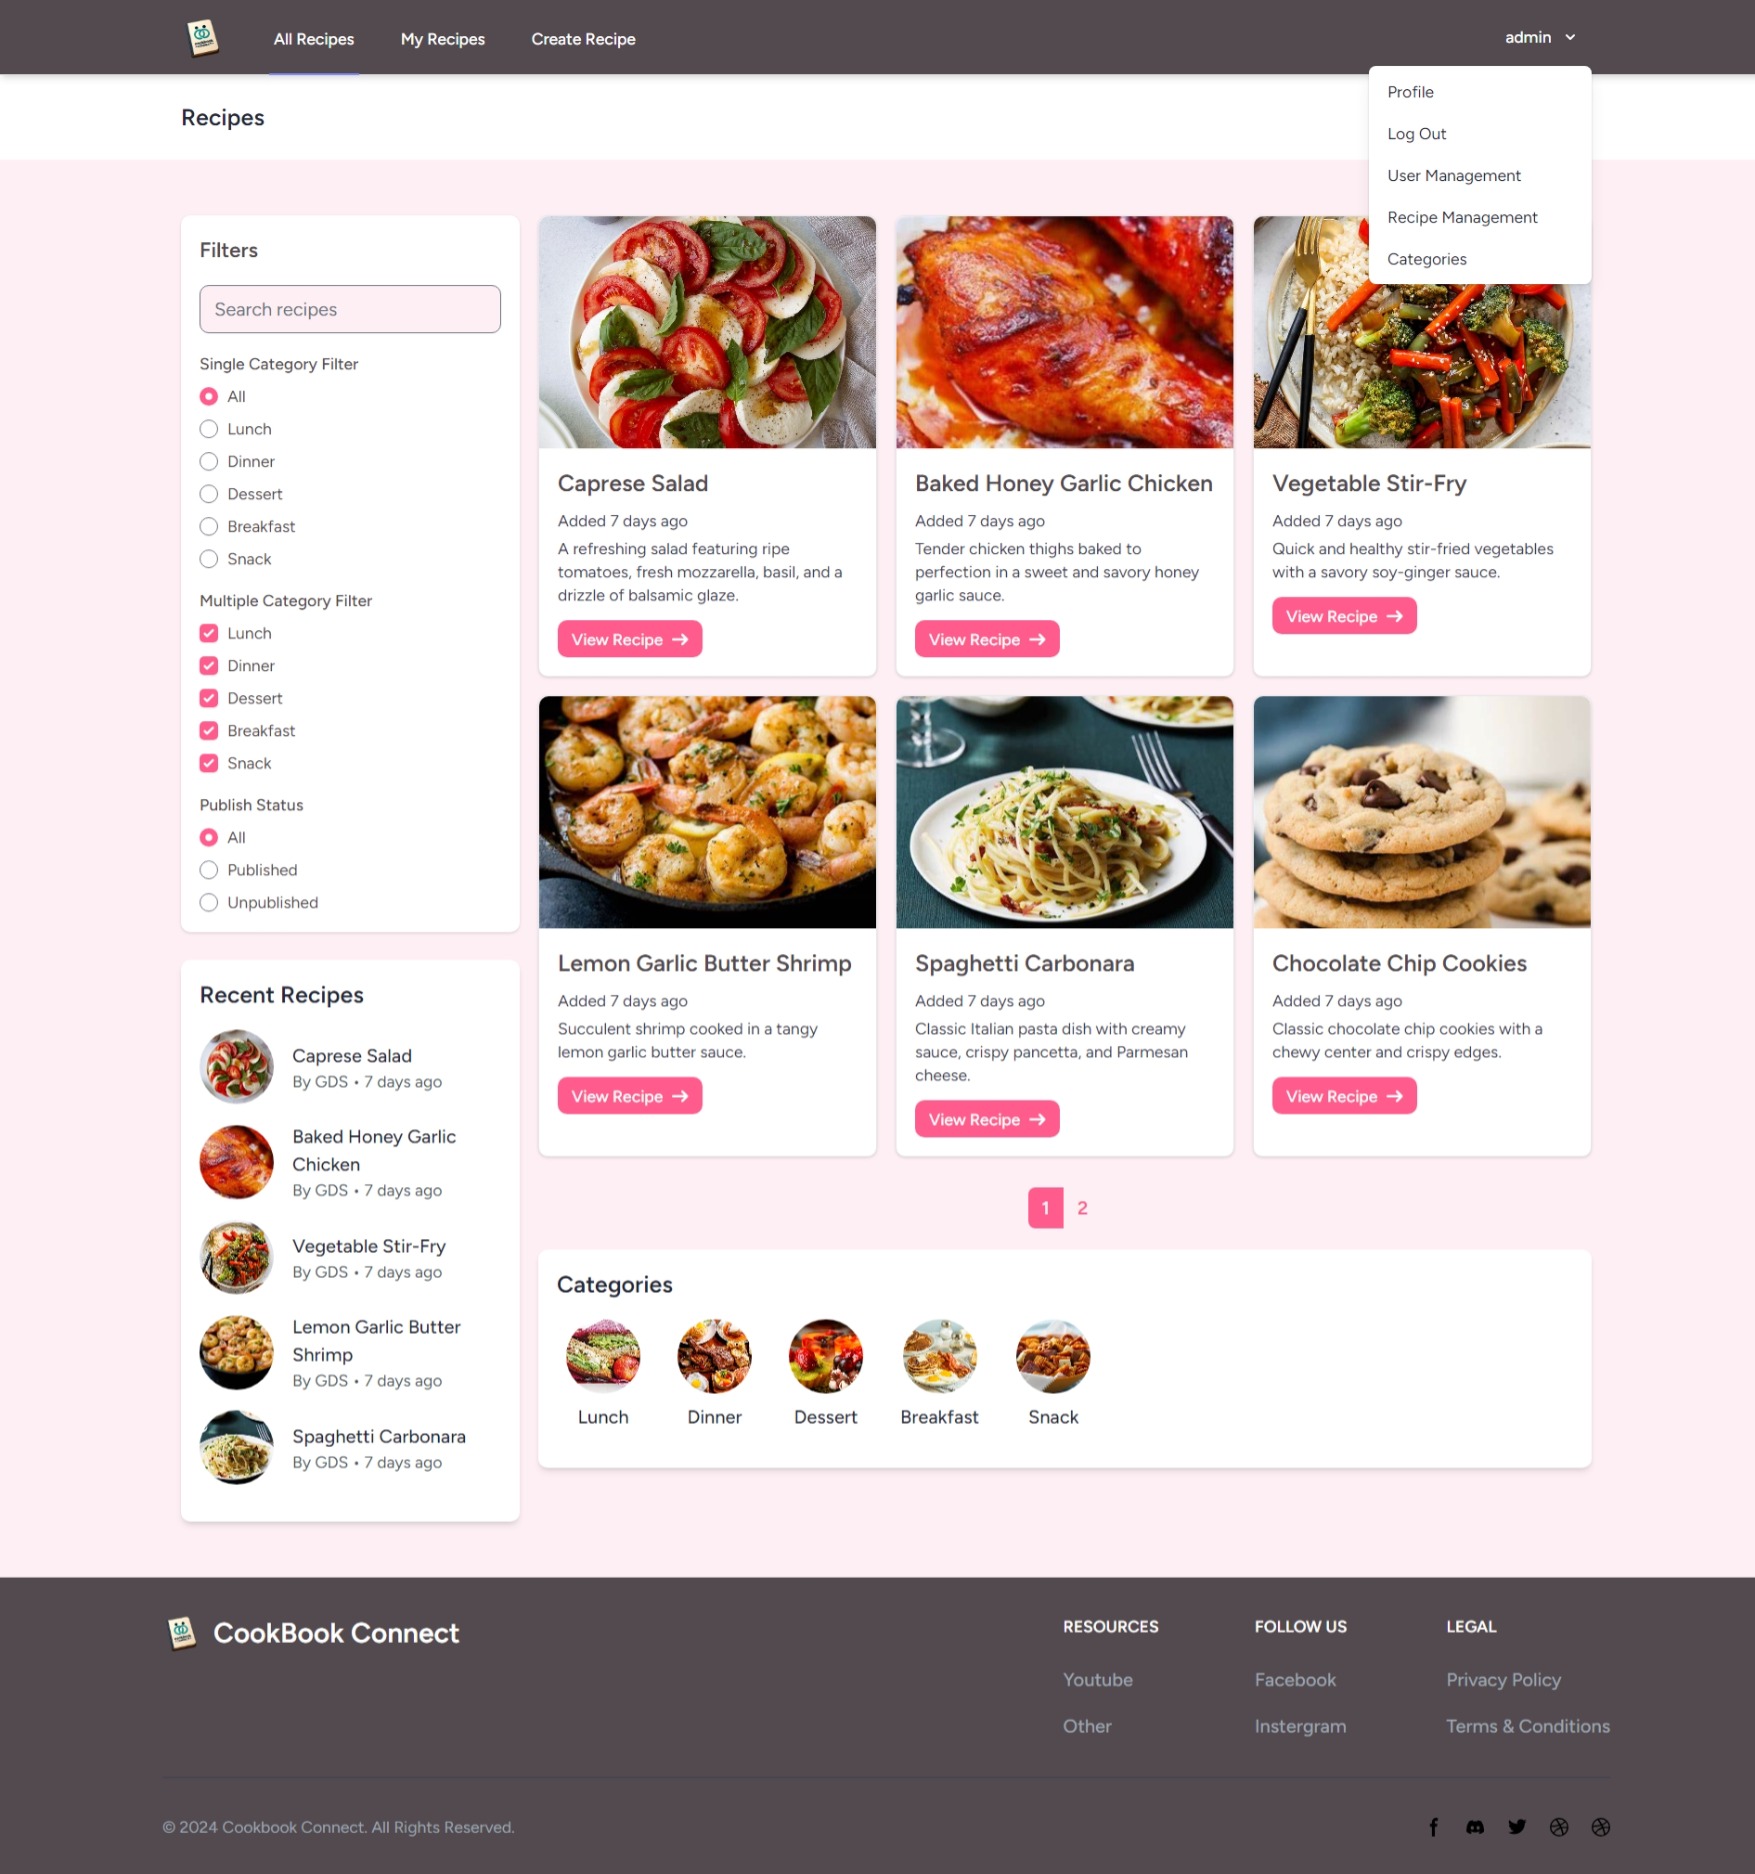 All Recipes
My Recipes
Create Recipe
admin
Profile
Log Out
User Management
Recipe Management
Categories
Recipes
Filters
Search recipes
Single Category Filter
All
Lunch
Dinner
Dessert
Breakfast
Snack
Multiple Category Filter
Lunch
Dinner
Dessert
Breakfast
Snack
Publish Status
All
Published
Unpublished
Recent Recipes
Caprese Salad
By GDS • 7 days ago
Baked Honey Garlic
Chicken
By GDS • 7 days ago
Vegetable Stir-Fry
By GDS • 7 days ago
Lemon Garlic Butter
Shrimp
By GDS • 7 days ago
Spaghetti Carbonara
By GDS • 7 days ago
Caprese Salad
Added 7 days ago
A refreshing salad featuring ripe
tomatoes, fresh mozzarella, basil, and a
drizzle of balsamic glaze.
View Recipe →
Baked Honey Garlic Chicken
Added 7 days ago
Tender chicken thighs baked to
perfection in a sweet and savory honey
garlic sauce.
View Recipe →
Vegetable Stir-Fry
Added 7 days ago
Quick and healthy stir-fried vegetables
with a savory soy-ginger sauce.
View Recipe →
Lemon Garlic Butter Shrimp
Added 7 days ago
Succulent shrimp cooked in a tangy
lemon garlic butter sauce.
View Recipe →
Spaghetti Carbonara
Added 7 days ago
Classic Italian pasta dish with creamy
sauce, crispy pancetta, and Parmesan
cheese.
View Recipe →
Chocolate Chip Cookies
Added 7 days ago
Classic chocolate chip cookies with a
chewy center and crispy edges.
View Recipe →
1 2
Categories
Lunch
Dinner
Dessert
Breakfast
Snack
CookBook Connect
RESOURCES
Youtube
Other
FOLLOW US
Facebook
Instergram
LEGAL
Privacy Policy
Terms & Conditions
© 2024 Cookbook Connect. All Rights Reserved.